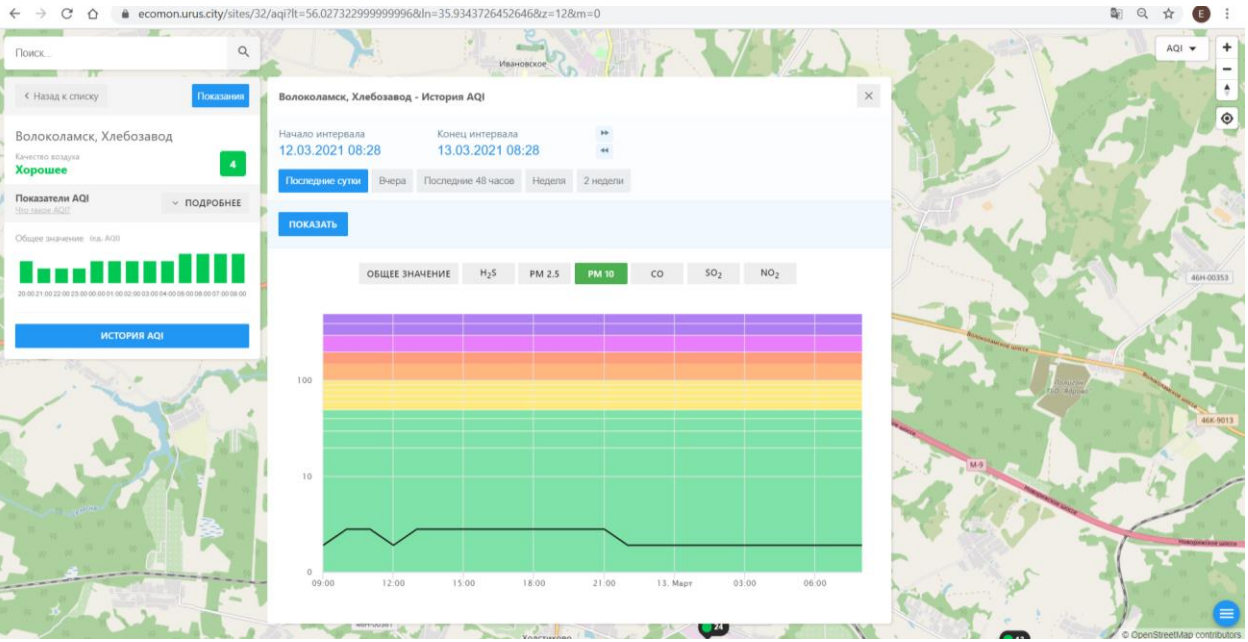 ecomon.urus.city/sites/32/aqi?lt=56.027322999999996&ln=35.9343726452646&z=12&m=0
E
Поиск...
Ивановское
AQI
Назад к списку
Показания
Волоколамск, Хлебозавод - История AQI
Волоколамск, Хлебозавод
Качество воздуха
Хорошее
4
Начало интервала
Конец интервала
12.03.2021 08:28
13.03.2021 08:28
Последние сутки
Вчера
Последние 48 часов
Неделя
2 недели
Показатели AQI
Что такое AQI?
ПОДРОБНЕЕ
ПОКАЗАТЬ
Общее значение (ед. AQI)
ОБЩЕЕ ЗНАЧЕНИЕ
H₂S
PM 2.5
PM 10
CO
SO₂
NO₂
20:00 21:00 22:00 23:00 00:00 01:00 02:00 03:00 04:00 05:00 06:00 07:00 08:00
ИСТОРИЯ AQI
46Н-00353
Волоколамское шоссе
100
10
0
09:00
12:00
15:00
18:00
21:00
13. Март
03:00
06:00
46К-9013
М-9
Новорижское шоссе
Новорижское шоссе
Холстниково
24
© OpenStreetMap contributors